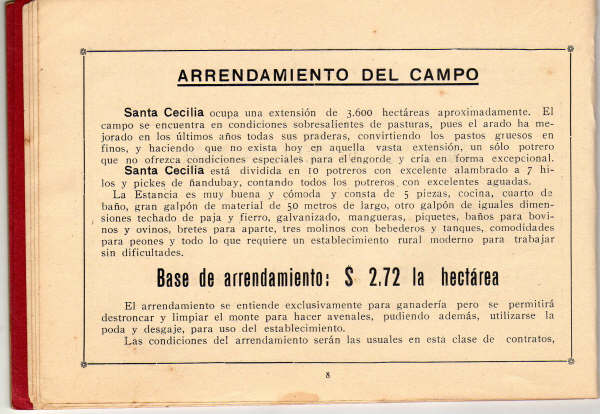 ARRENDAMIENTO DEL CAMPO
Santa Cecilia ocupa una extensión de 3.600 hectáreas aproximadamente. El
campo se encuentra en condiciones sobresalientes de pasturas, pues el arado ha me-
jorado en los últimos años todas sus praderas, convirtiendo los pastos gruesos en
finos, y haciendo que no exista hoy en aquella vasta extensión, un sólo potrero
que no ofrezca condiciones especiales para el engorde y cría en forma excepcional.
Santa Cecilia está dividida en 10 potreros con excelente alambrado a 7 hi-
los y pickes de ñandubay, contando todos los potreros con excelentes aguadas.
La Estancia es muy buena y cómoda y consta de 5 piezas, cocina, cuarto de
baño, gran galpón de material de 50 metros de largo, otro galpón de iguales dimen-
siones techado de paja y fierro, galvanizado, mangueras, piquetes, baños para bovi-
nos y ovinos, bretes para aparte, tres molinos con bebederos y tanques, comodidades
para peones y todo lo que requiere un establecimiento rural moderno para trabajar
sin dificultades.
Base de arrendamiento: $ 2.72 la hectárea
El arrendamiento se entiende exclusivamente para ganadería pero se permitirá
destroncar y limpiar el monte para hacer avenales, pudiendo además, utilizarse la
poda y desgaje, para uso del establecimiento.
Las condiciones del arrendamiento serán las usuales en esta clase de contratos,
8